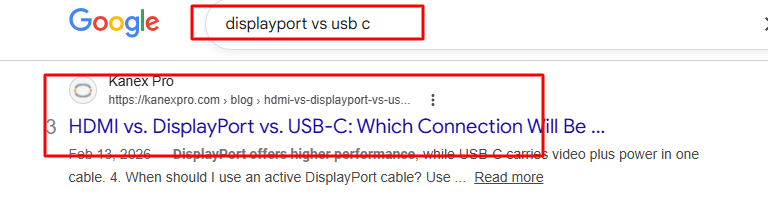 Google displayport vs usb c
Kanex Pro
https://kanexpro.com › blog › hdmi-vs-displayport-vs-us...
3 HDMI vs. DisplayPort vs. USB-C: Which Connection Will Be ...
Feb 13, 2026 — DisplayPort offers higher performance, while USB-C carries video plus power in one
cable. 4. When should I use an active DisplayPort cable? Use ... Read more